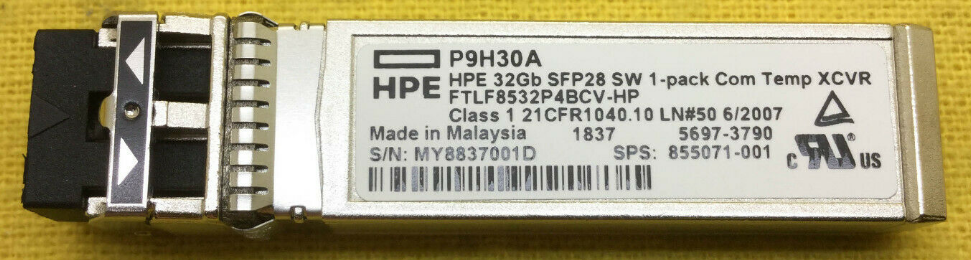 P9H30A
HPE
HPE 32Gb SFP28 SW 1-pack Com Temp XCVR
FTLF8532P4BCV-HP
Class 1 21CFR1040.10 LN#50 6/2007
Made in Malaysia 1837 5697-3790
S/N: MY8837001D SPS: 855071-001
c RU US